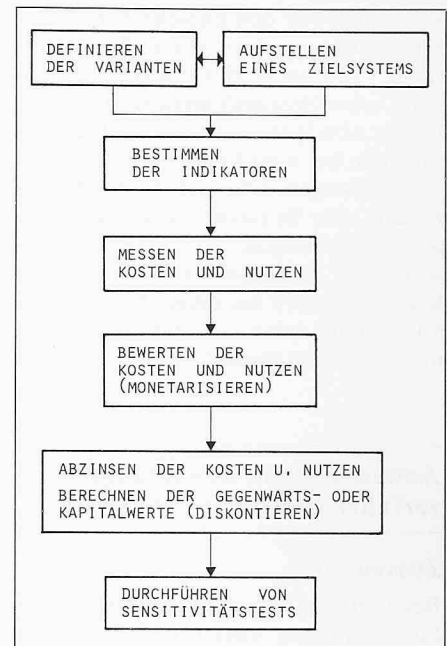 DEFINIEREN
DER VARIANTEN
AUFSTELLEN
EINES ZIELSYSTEMS
BESTIMMEN
DER INDIKATOREN
MESSEN DER
KOSTEN UND NUTZEN
BEWERTEN DER
KOSTEN UND NUTZEN
(MONETARISIEREN)
ABZINSEN DER KOSTEN U. NUTZEN
BERECHNEN DER GEGENWARTS- ODER
KAPITALWERTE (DISKONTIEREN)
DURCHFÜHREN VON
SENSITIVITÄTSTESTS